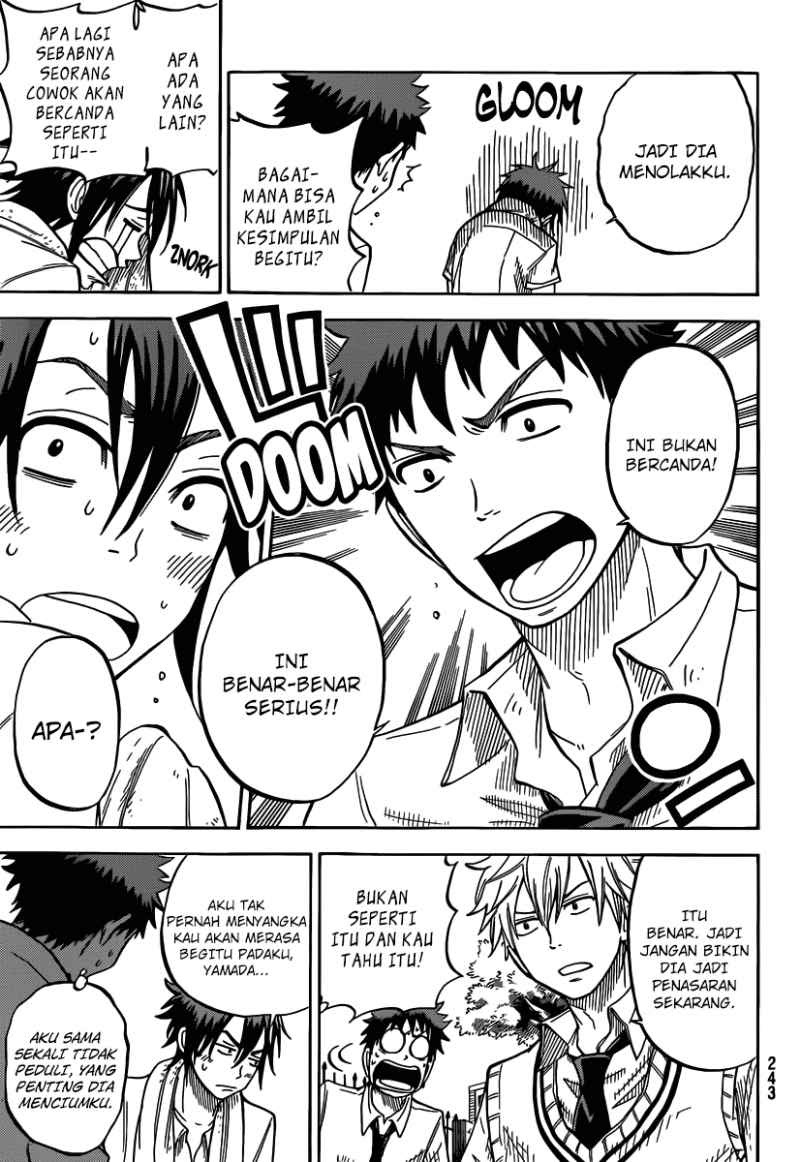 JADI DIA
MENOLAKKU.
GLOOM
BAGAI-
MANA BISA
KAU AMBIL
KESIMPULAN
BEGITU?
APA
ADA
YANG
LAIN?
APA LAGI
SEBABNYA
SEORANG
COWOK AKAN
BERCANDA
SEPERTI
ITU--
SNORK
INI BUKAN
BERCANDA!
DOOM
INI
BENAR-BENAR
SERIUS!!
APA-?
ITU
BENAR. JADI
JANGAN BIKIN
DIA JADI
PENASARAN
SEKARANG.
BUKAN
SEPERTI
ITU DAN KAU
TAHU ITU!
AKU TAK
PERNAH MENYANGKA
KAU AKAN MERASA
BEGITU PADAKU,
YAMADA...
AKU SAMA
SEKALI TIDAK
PEDULI, YANG
PENTING DIA
MENCIUMKU.
243